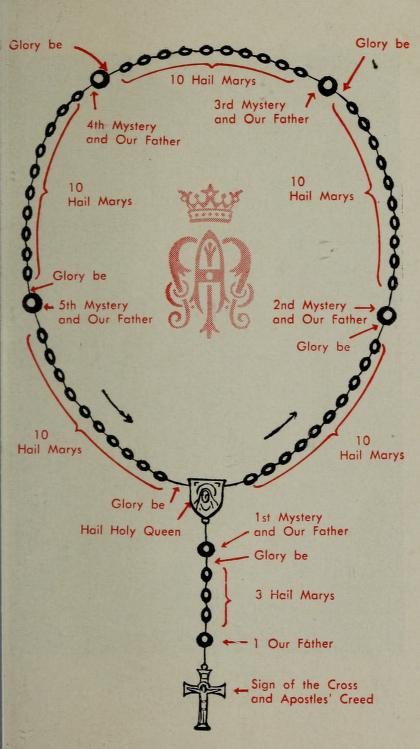 Glory be
Glory be
10 Hail Marys
3rd Mystery
and Our Father
4th Mystery
and Our Father
10
Hail Marys
10
Hail Marys
Glory be
5th Mystery
and Our Father
2nd Mystery
and Our Father
Glory be
10
Hail Marys
10
Hail Marys
Glory be
Hail Holy Queen
1st Mystery
and Our Father
Glory be
3 Hail Marys
1 Our Father
Sign of the Cross
and Apostles' Creed